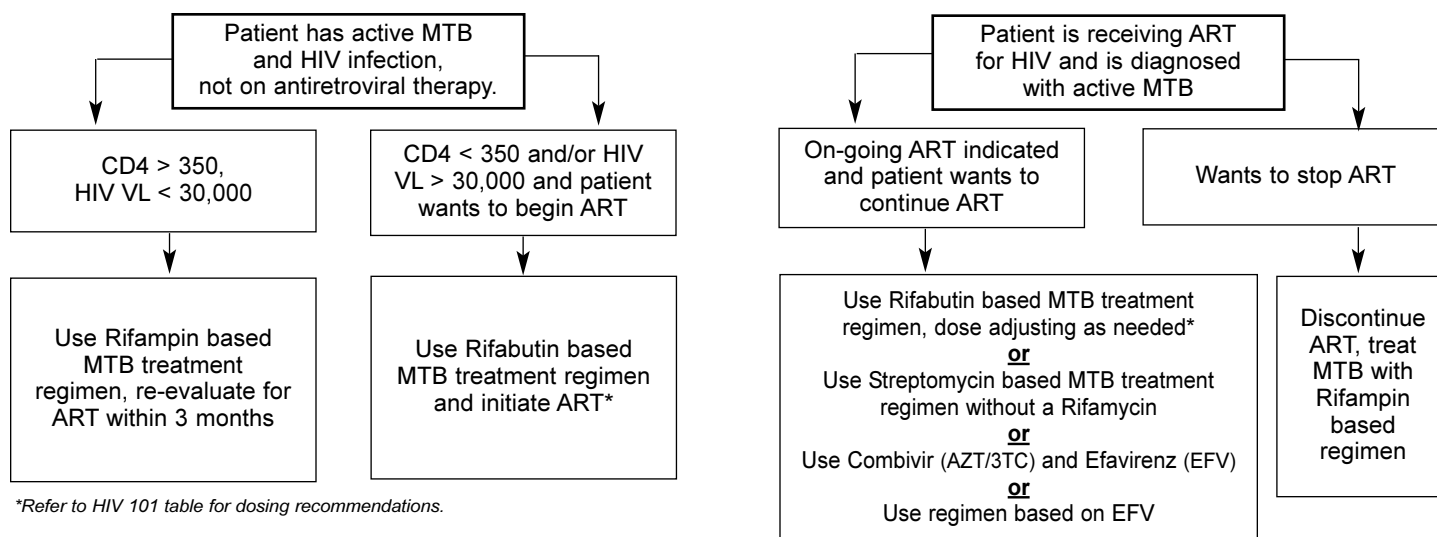 Patient has active MTB
and HIV infection,
not on antiretroviral therapy.
CD4 > 350,
HIV VL < 30,000
CD4 < 350 and/or HIV
VL > 30,000 and patient
wants to begin ART
Use Rifampin based
MTB treatment
regimen, re-evaluate for
ART within 3 months
Use Rifabutin based
MTB treatment regimen
and initiate ART*
*Refer to HIV 101 table for dosing recommendations.
Patient is receiving ART
for HIV and is diagnosed
with active MTB
On-going ART indicated
and patient wants to
continue ART
Wants to stop ART
Use Rifabutin based MTB treatment
regimen, dose adjusting as needed*
or
Use Streptomycin based MTB treatment
regimen without a Rifamycin
or
Use Combivir (AZT/3TC) and Efavirenz (EFV)
or
Use regimen based on EFV
Discontinue
ART, treat
MTB with
Rifampin
based
regimen